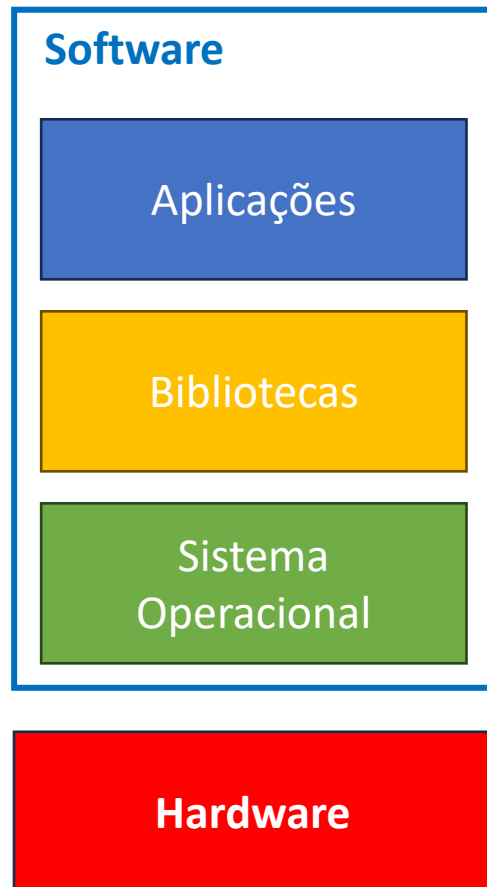 Software
Aplicações
Bibliotecas
Sistema
Operacional
Hardware